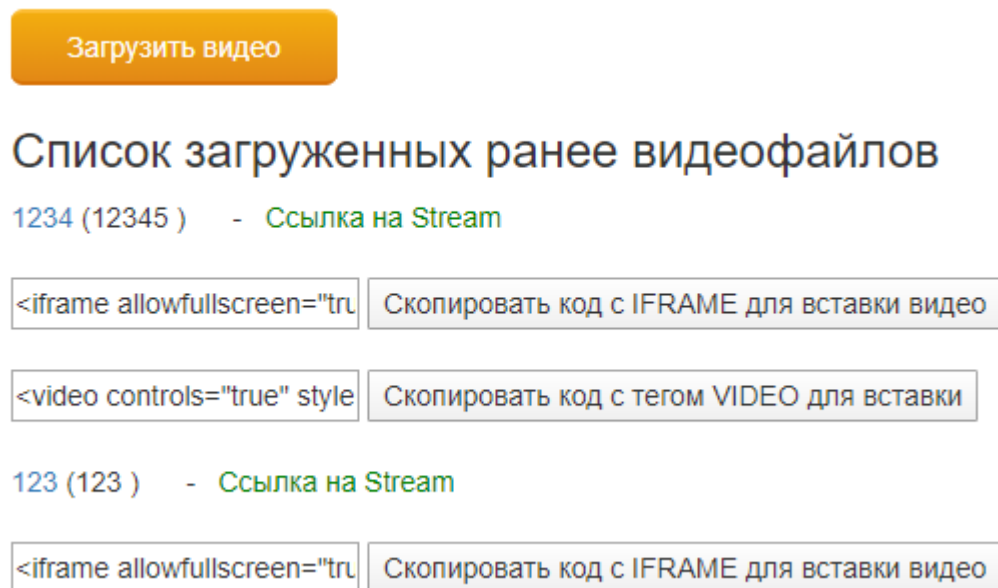 Загрузить видео
Список загруженных ранее видеофайлов
1234 (12345 ) - Ссылка на Stream
<iframe allowfullscreen="tru Скопировать код с IFRAME для вставки видео
<video controls="true" style Скопировать код с тегом VIDEO для вставки
123 (123 ) - Ссылка на Stream
<iframe allowfullscreen="tru Скопировать код с IFRAME для вставки видео